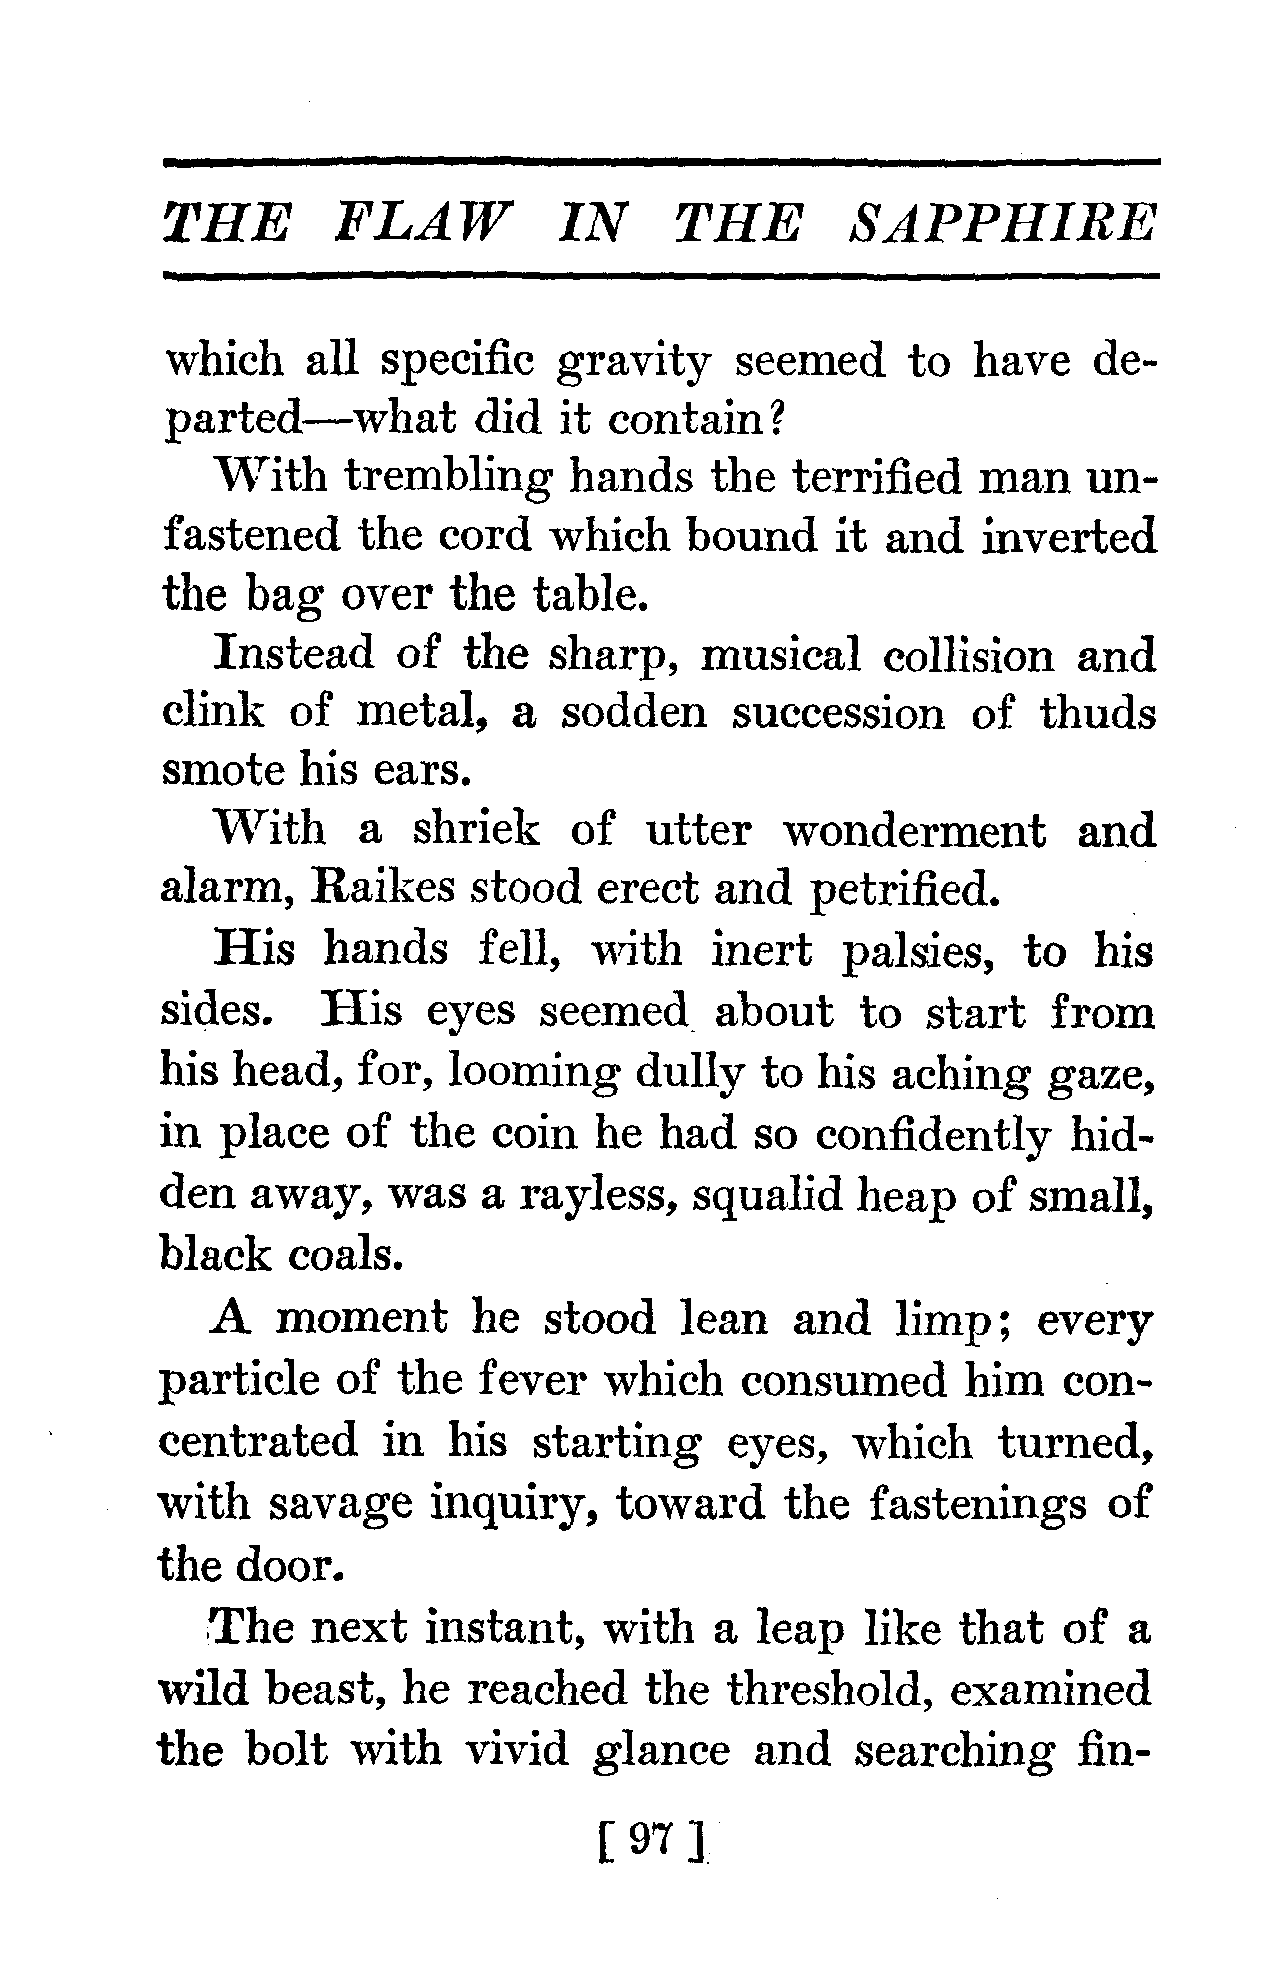 THE FLAW IN THE SAPPHIRE
which all specific gravity seemed to have de-
parted—what did it contain?
With trembling hands the terrified man un-
fastened the cord which bound it and inverted
the bag over the table.
Instead of the sharp, musical collision and
clink of metal, a sodden succession of thuds
smote his ears.
With a shriek of utter wonderment and
alarm, Raikes stood erect and petrified.
His hands fell, with inert palsies, to his
sides. His eyes seemed about to start from
his head, for, looming dully to his aching gaze,
in place of the coin he had so confidently hid-
den away, was a rayless, squalid heap of small,
black coals.
A moment he stood lean and limp; every
particle of the fever which consumed him con-
centrated in his starting eyes, which turned,
with savage inquiry, toward the fastenings of
the door.
The next instant, with a leap like that of a
wild beast, he reached the threshold, examined
the bolt with vivid glance and searching fin-
[ 97 ]